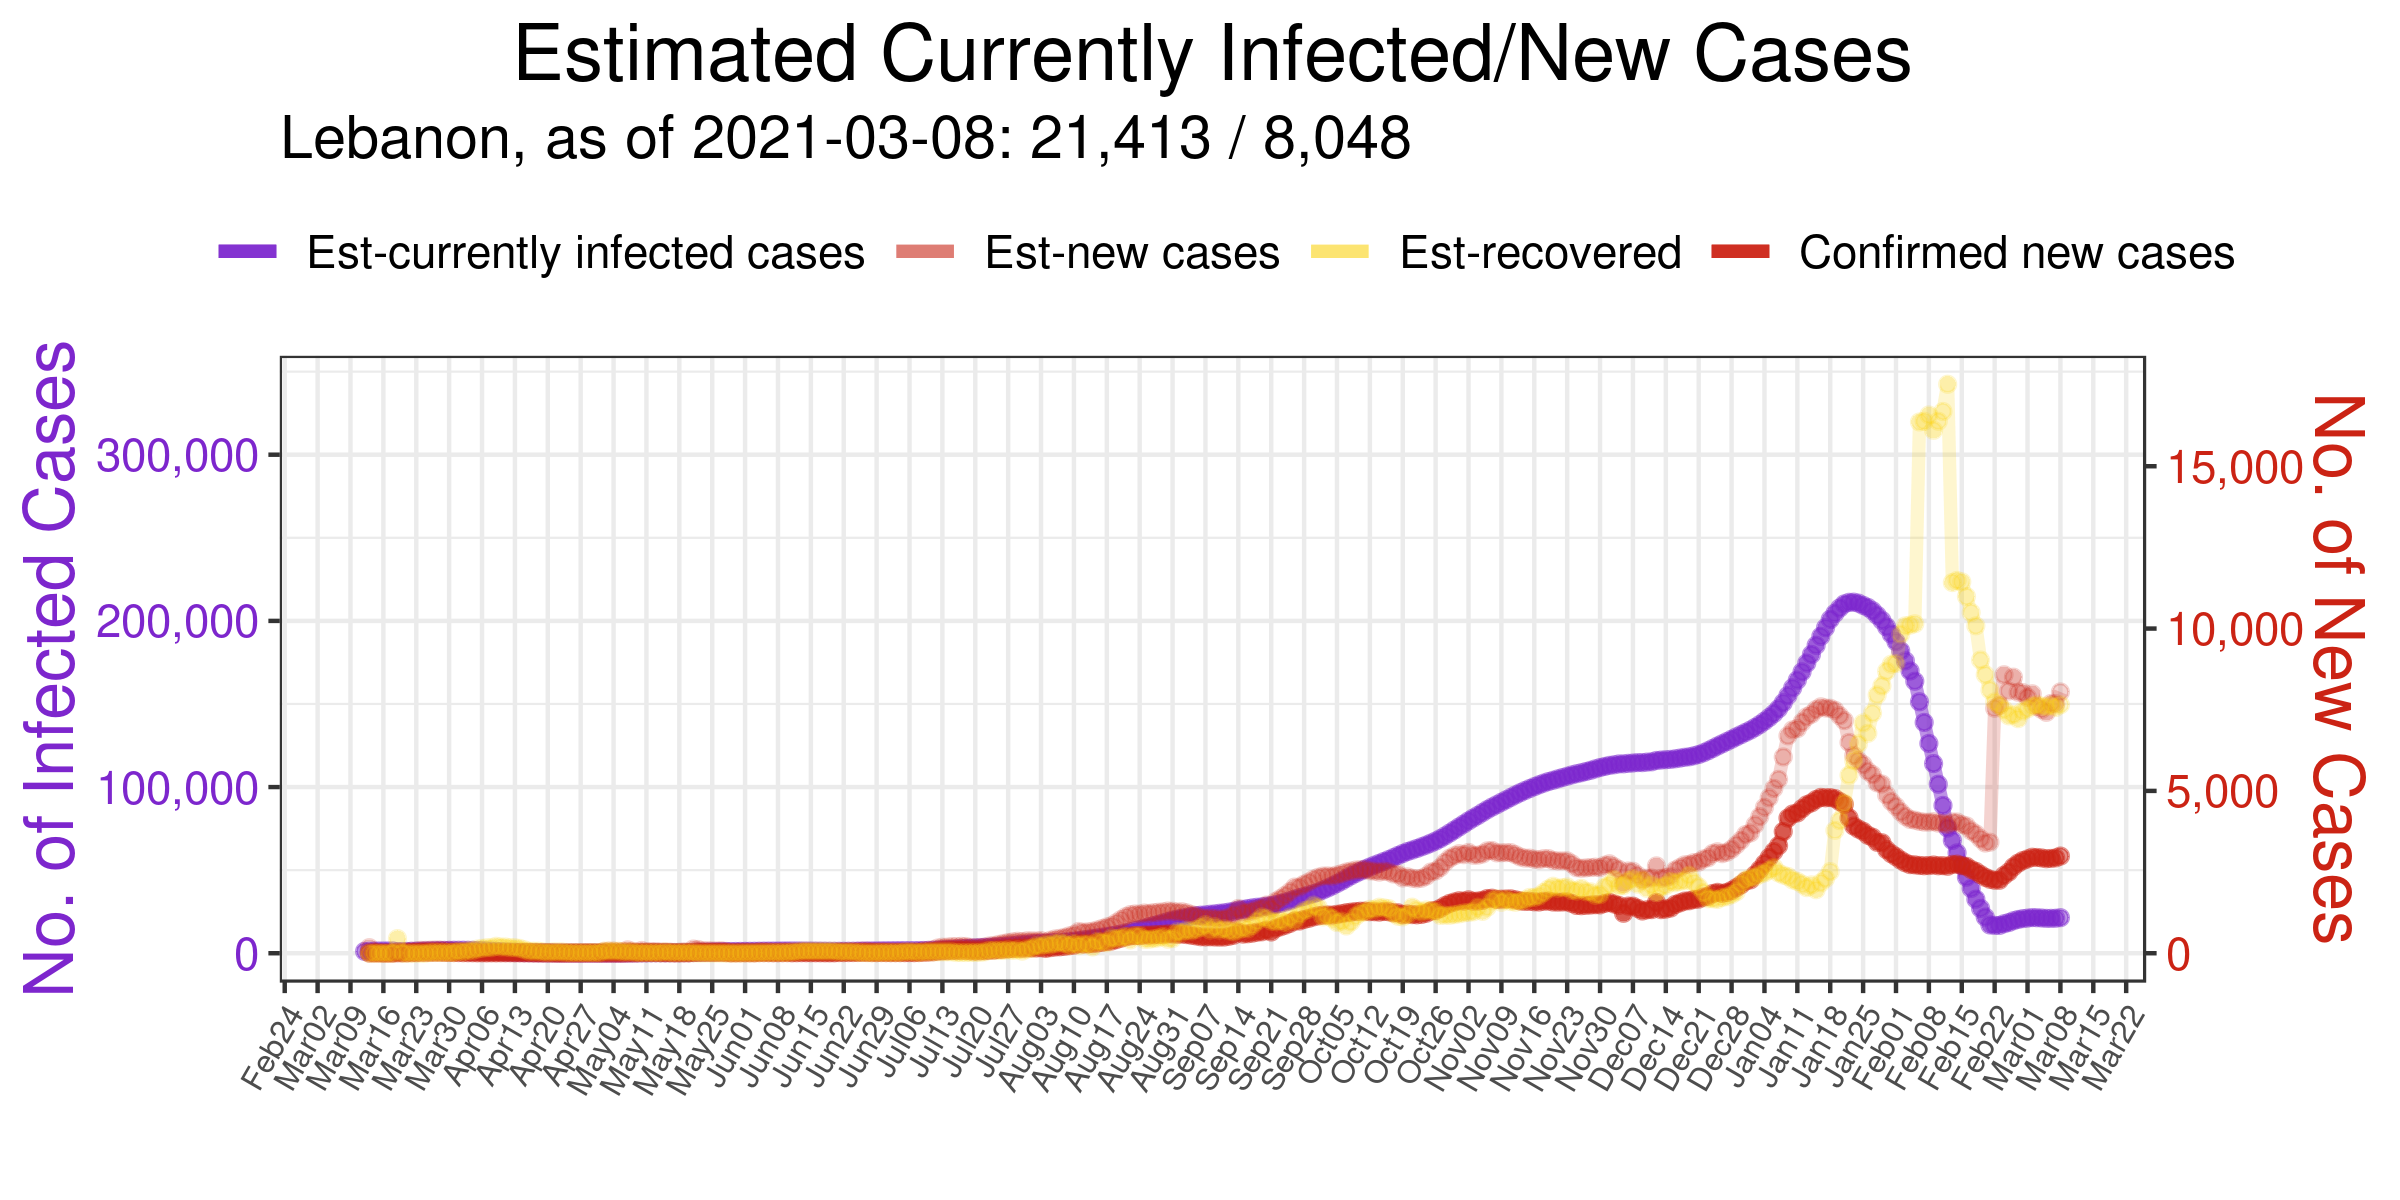 Estimated Currently Infected/New Cases
Lebanon, as of 2021-03-08: 21,413 / 8,048
Est-currently infected cases Est-new cases Est-recovered Confirmed new cases
No. of Infected Cases
300,000
200,000
100,000
0
15,000
10,000
5,000
0
No. of New Cases
Feb24 Mar02 Mar09 Mar16 Mar23 Mar30 Apr06 Apr13 Apr20 Apr27 May04 May11 May18 May25 Jun01 Jun08 Jun15 Jun22 Jun29 Jul06 Jul13 Jul20 Jul27 Aug03 Aug10 Aug17 Aug24 Aug31 Sep07 Sep14 Sep21 Sep28 Oct05 Oct12 Oct19 Oct26 Nov02 Nov09 Nov16 Nov23 Nov30 Dec07 Dec14 Dec21 Dec28 Jan04 Jan11 Jan18 Jan25 Feb01 Feb08 Feb15 Feb22 Mar01 Mar08 Mar15 Mar22